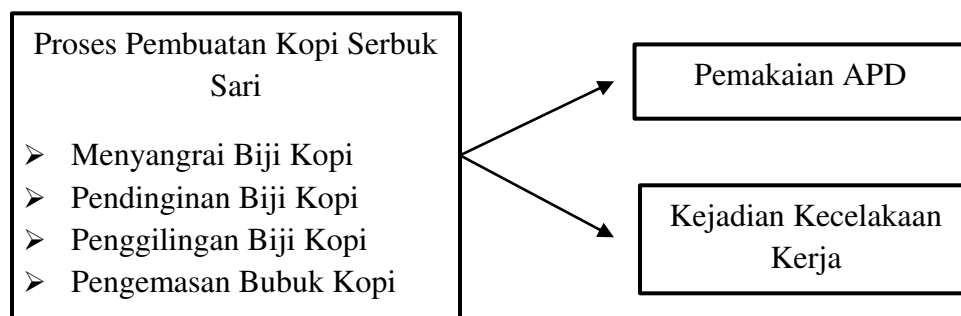 Proses Pembuatan Kopi Serbuk
Sari
➢ Menyangrai Biji Kopi
➢ Pendinginan Biji Kopi
➢ Penggilingan Biji Kopi
➢ Pengemasan Bubuk Kopi
Pemakaian APD
Kejadian Kecelakaan
Kerja